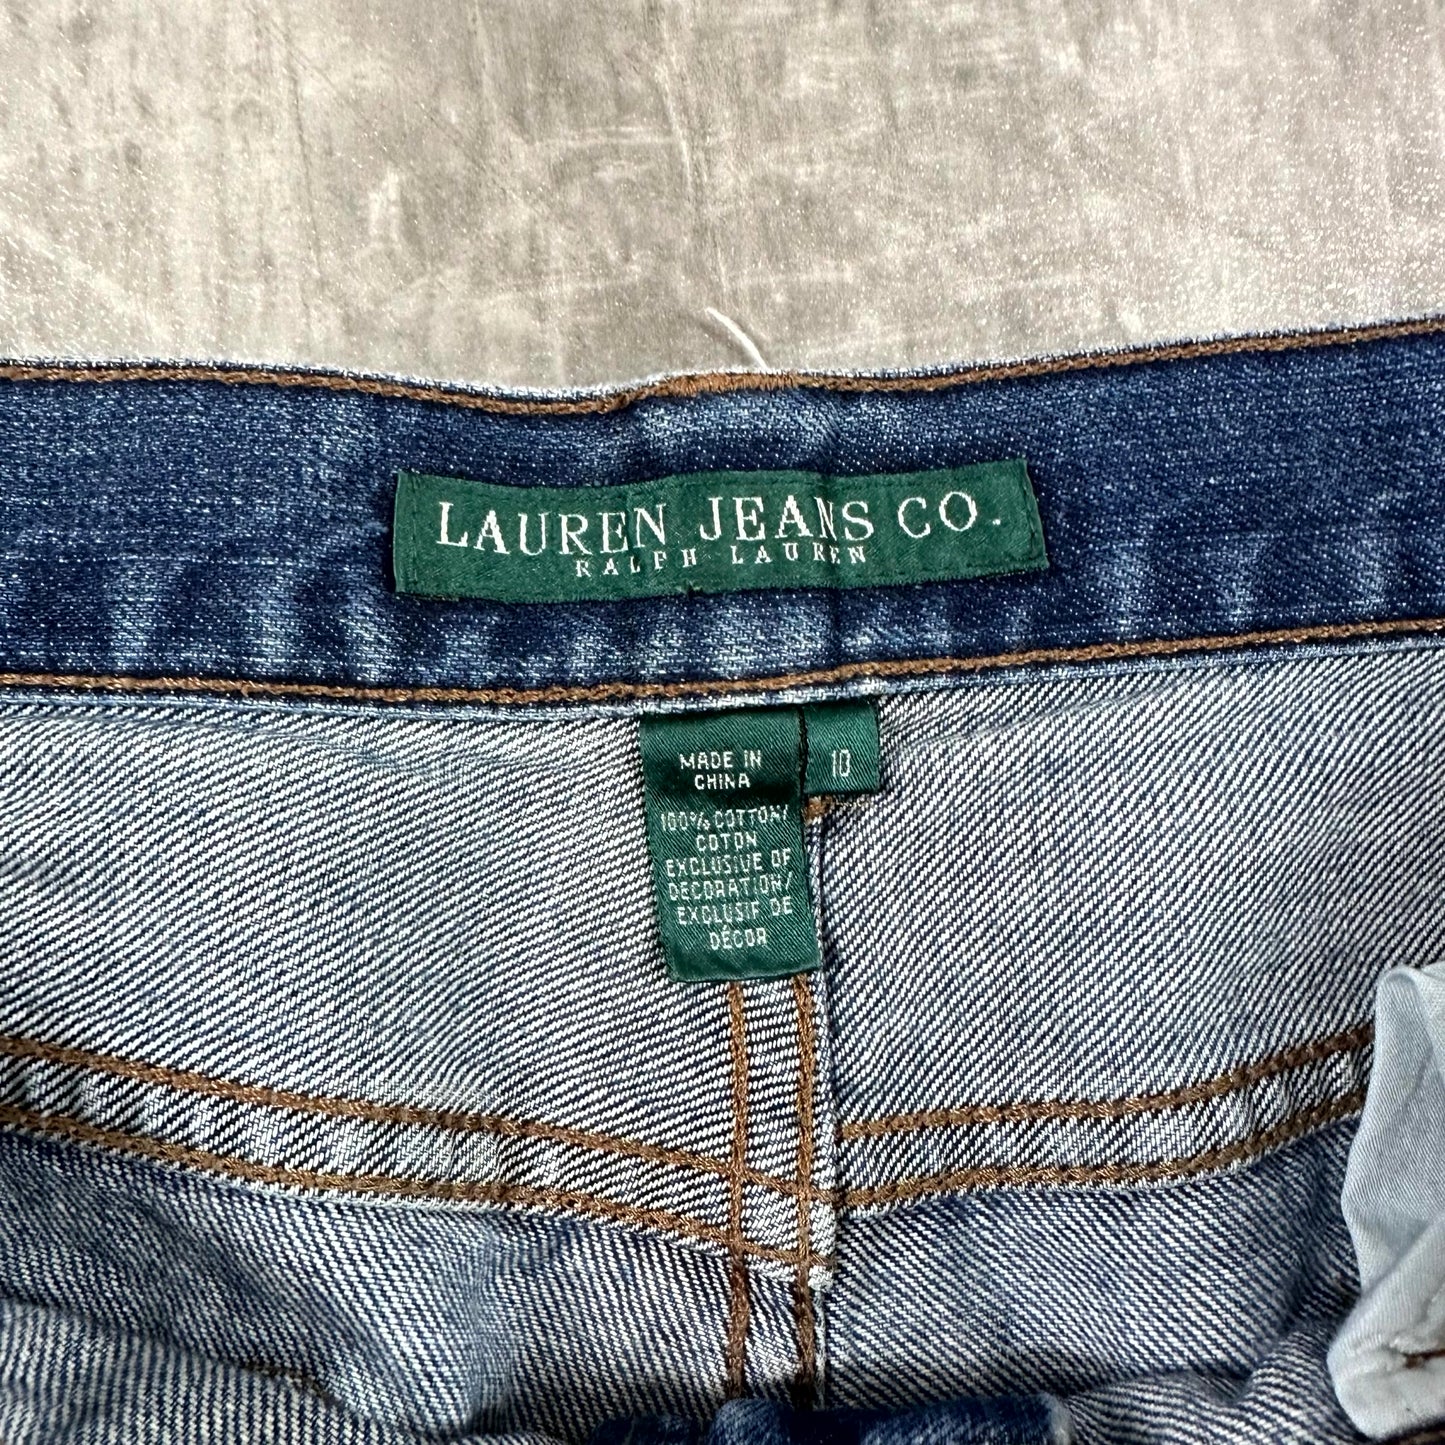 LAUREN JEANS CO.
RALPH LAUREN
MADE IN
CHINA
10
100% COTTON/
COTON
EXCLUSIVE OF
DECORATION/
EXCLUSIF DE
DÉCOR